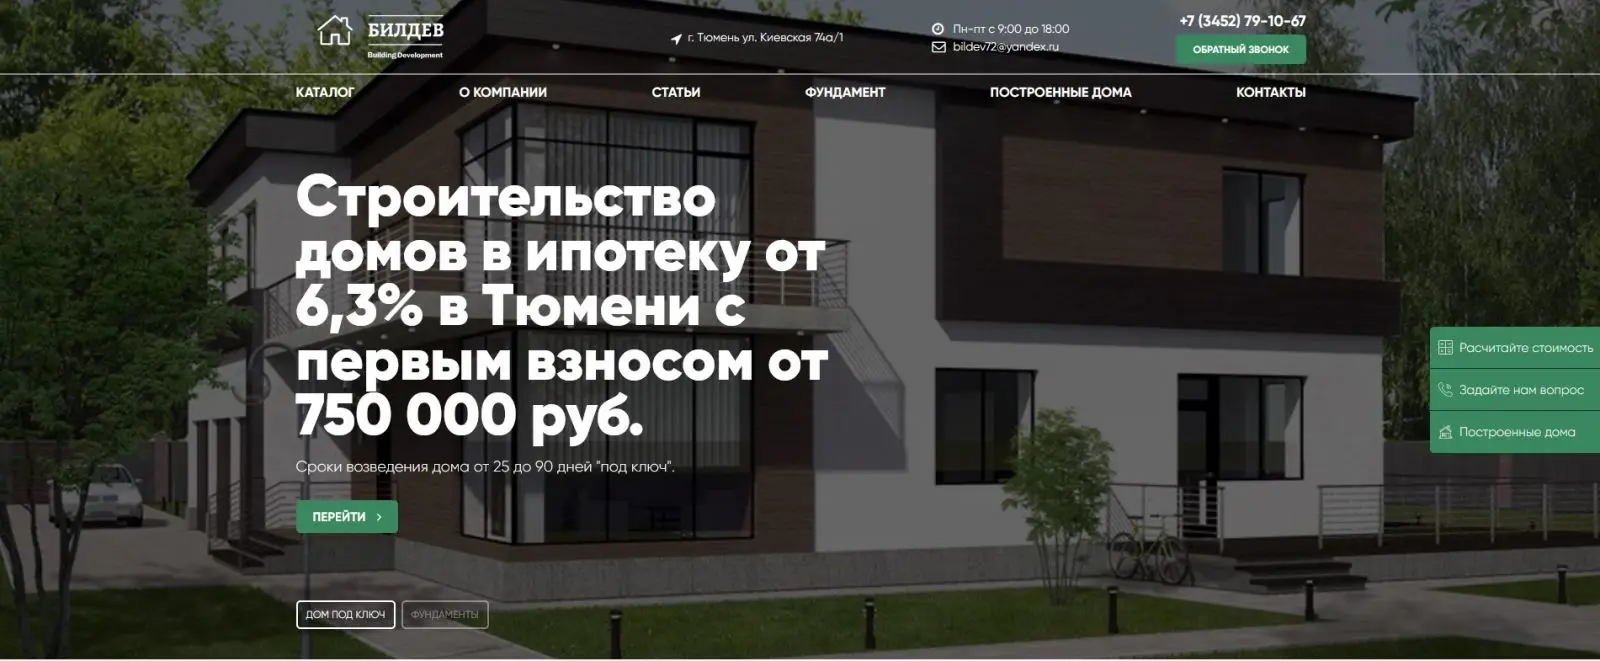 БИЛДЕВ
Building Development
г. Тюмень ул. Киевская 74а/1
Пн-пт с 9:00 до 18:00
bildev72@yandex.ru
+7 (3452) 79-10-67
ОБРАТНЫЙ ЗВОНОК
КАТАЛОГ
О КОМПАНИИ
СТАТЬИ
ФУНДАМЕНТ
ПОСТРОЕННЫЕ ДОМА
КОНТАКТЫ
Строительство
домов в ипотеку от
6,3% в Тюмени с
первым взносом от
750 000 руб.
Сроки возведения дома от 25 до 90 дней "под ключ".
ПЕРЕЙТИ
ДОМ ПОД КЛЮЧ
ФУНДАМЕНТЫ
Расчитайте стоимость
Задайте нам вопрос
Построенные дома